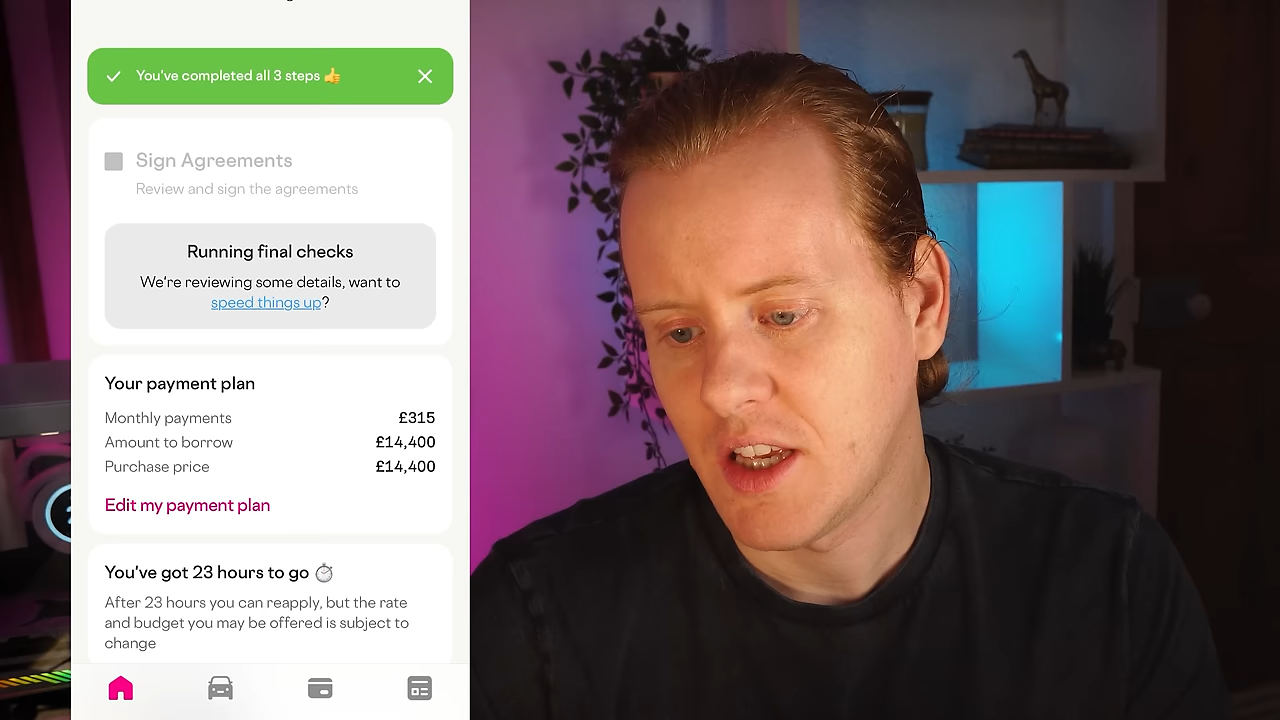 You've completed all 3 steps 👍
Sign Agreements
Review and sign the agreements
Running final checks
We're reviewing some details, want to
speed things up?
Your payment plan
Monthly payments £315
Amount to borrow £14,400
Purchase price £14,400
Edit my payment plan
You've got 23 hours to go ⏱
After 23 hours you can reapply, but the rate
and budget you may be offered is subject to
change